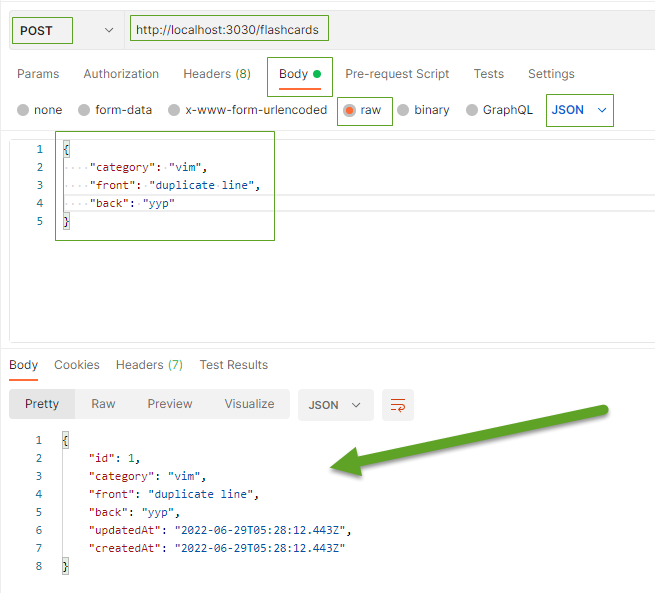 POST http://localhost:3030/flashcards
Params Authorization Headers (8) Body Pre-request Script Tests Settings
none form-data x-www-form-urlencoded raw binary GraphQL JSON
1 {
2 "category": "vim",
3 "front": "duplicate line",
4 "back": "yyp"
5 }
Body Cookies Headers (7) Test Results
Pretty Raw Preview Visualize JSON
1 {
2 "id": 1,
3 "category": "vim",
4 "front": "duplicate line",
5 "back": "yyp",
6 "updatedAt": "2022-06-29T05:28:12.443Z",
7 "createdAt": "2022-06-29T05:28:12.443Z"
8 }